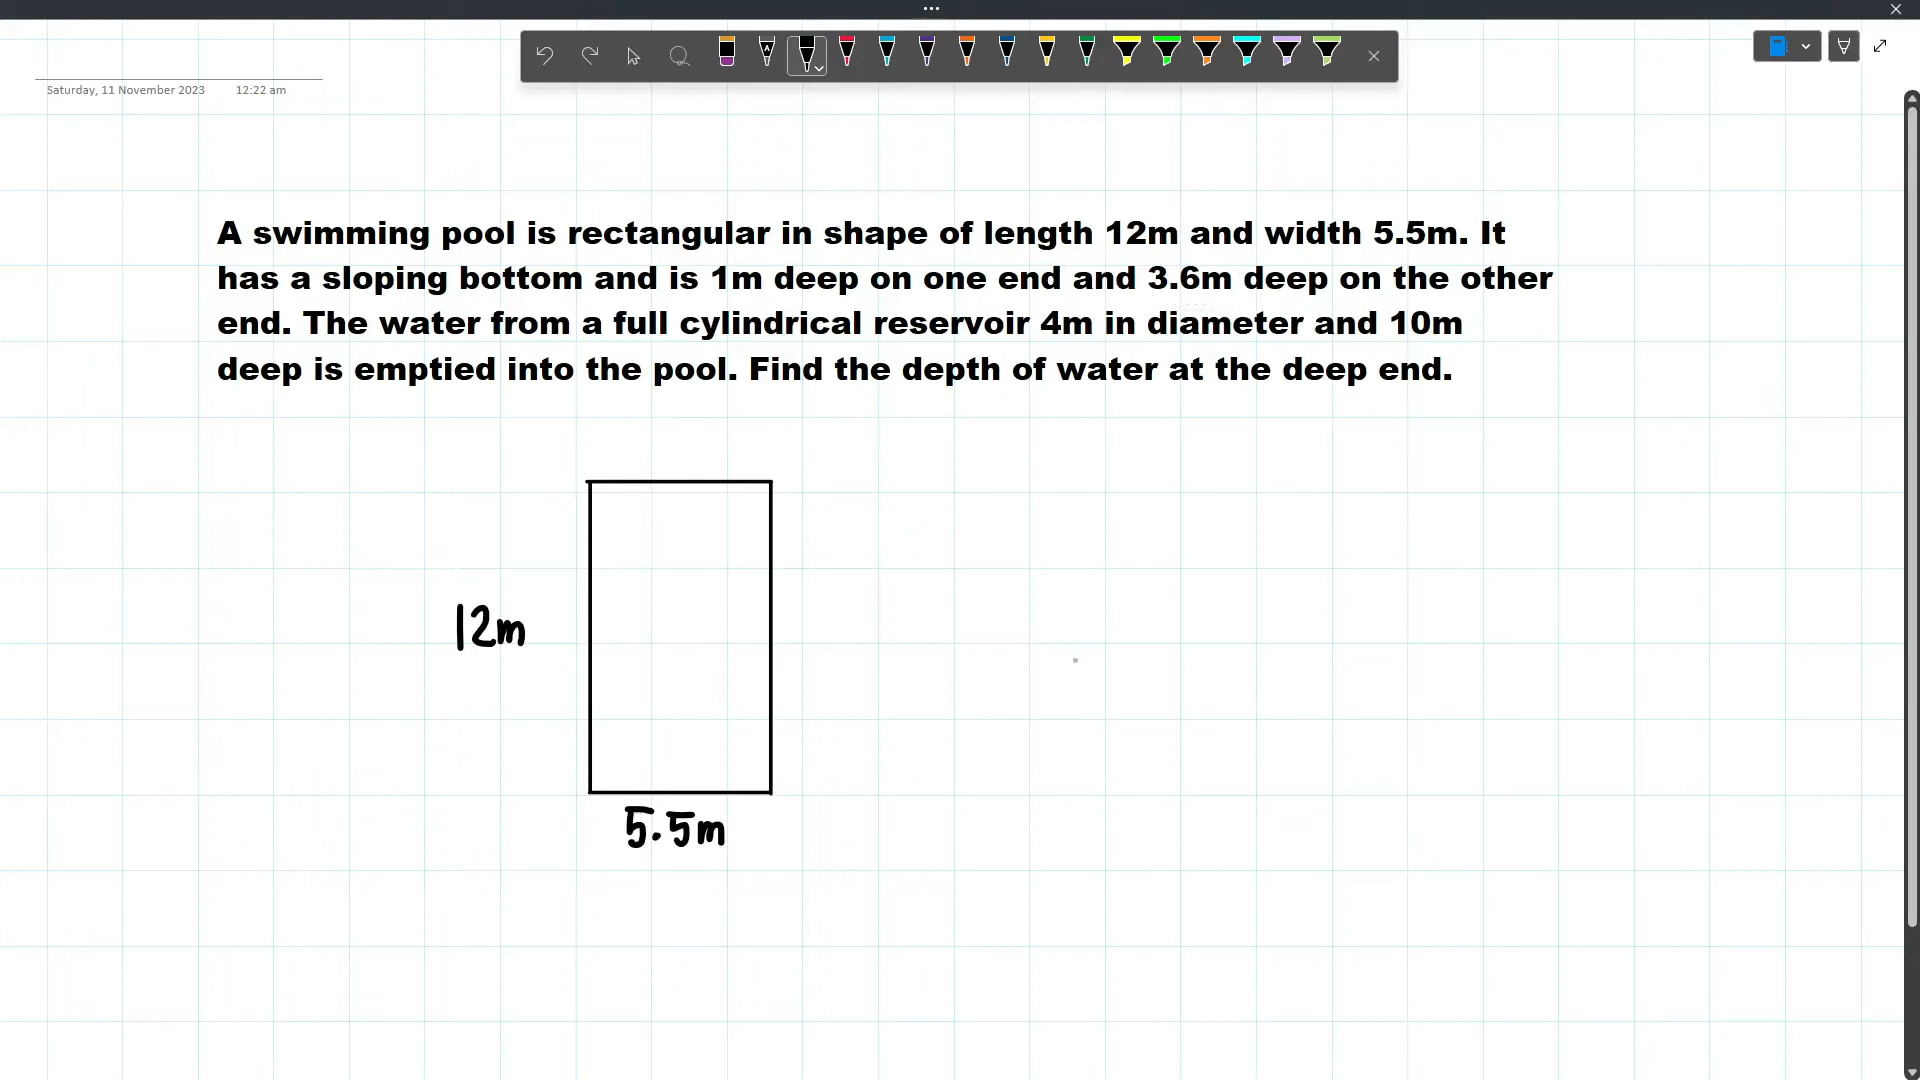 Saturday, 11 November 2023 12:22 am
A swimming pool is rectangular in shape of length 12m and width 5.5m. It
has a sloping bottom and is 1m deep on one end and 3.6m deep on the other
end. The water from a full cylindrical reservoir 4m in diameter and 10m
deep is emptied into the pool. Find the depth of water at the deep end.
12m
5.5m